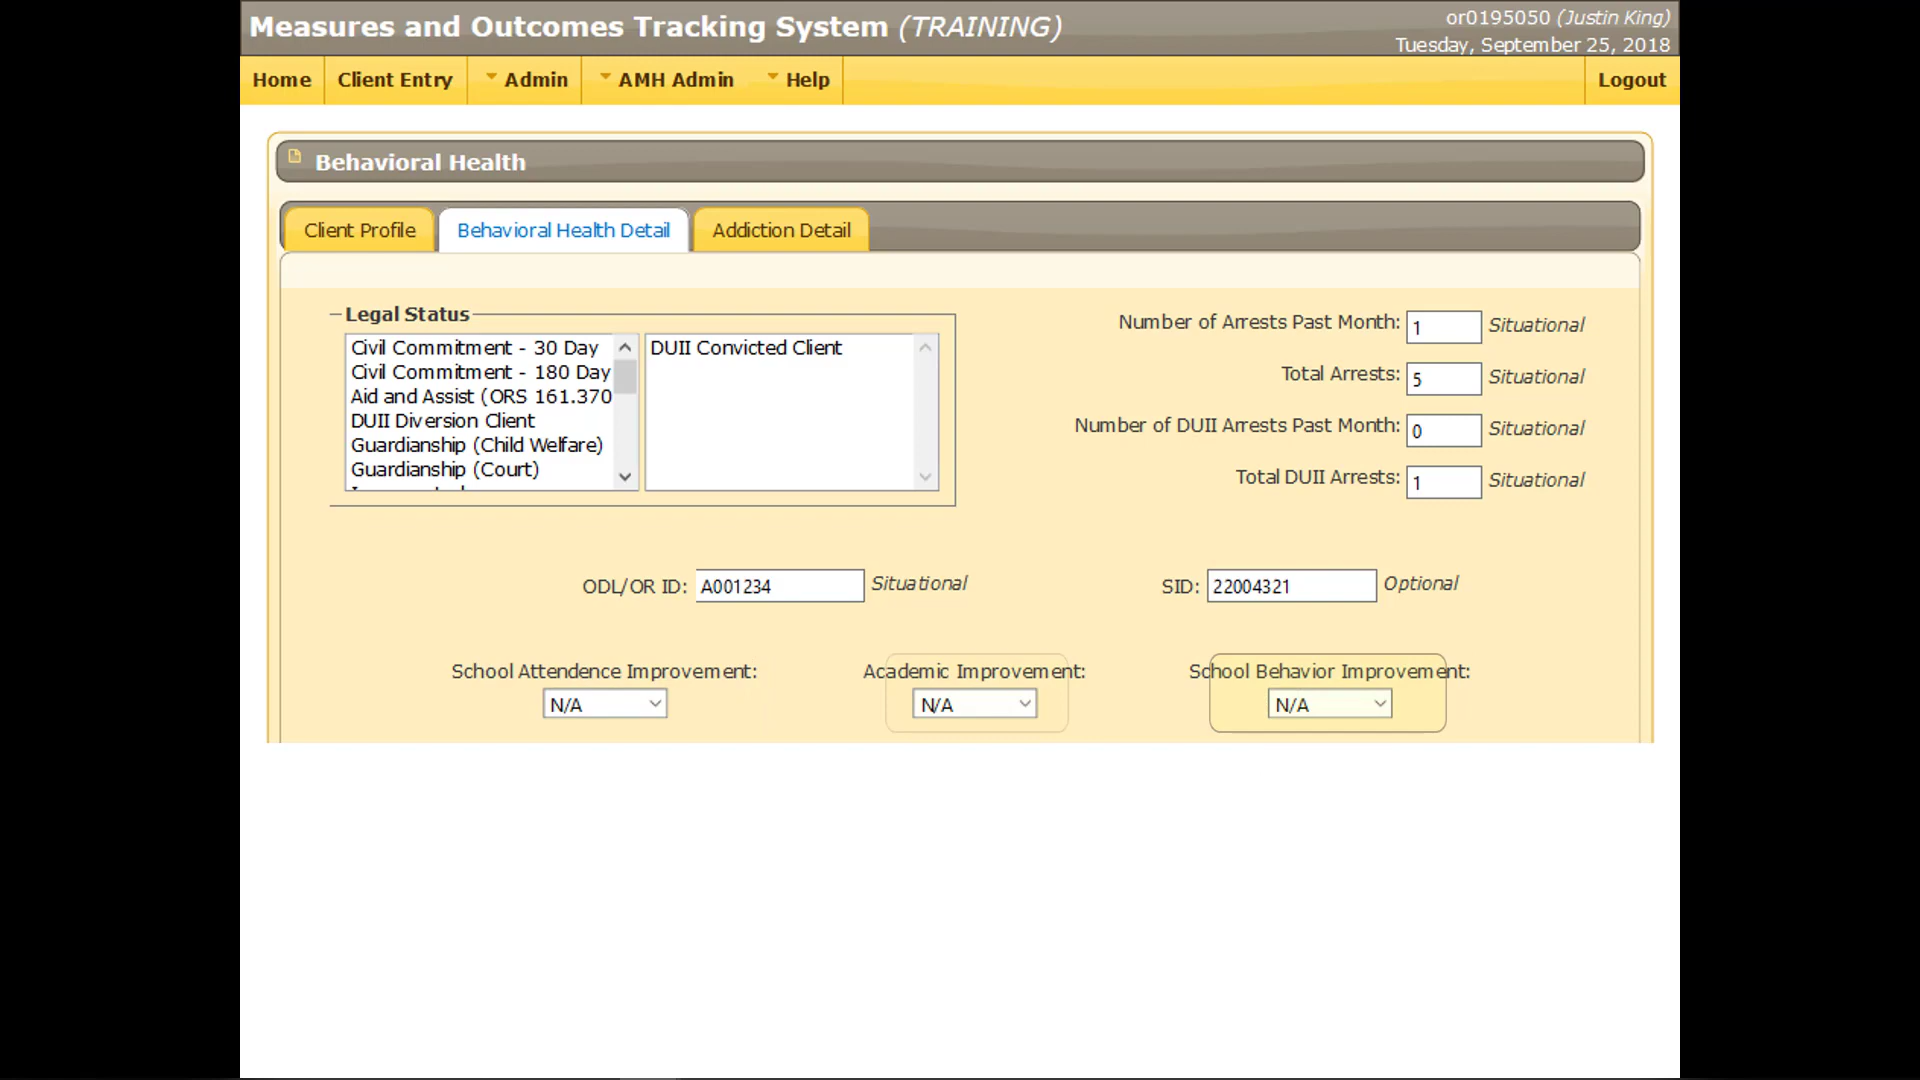 Measures and Outcomes Tracking System (TRAINING)
or0195050 (Justin King)
Tuesday, September 25, 2018
Home Client Entry Admin AMH Admin Help Logout
Behavioral Health
Client Profile Behavioral Health Detail Addiction Detail
Legal Status
Civil Commitment - 30 Day
Civil Commitment - 180 Day
Aid and Assist (ORS 161.370
DUII Diversion Client
Guardianship (Child Welfare)
Guardianship (Court)
DUII Convicted Client
Number of Arrests Past Month: 1 Situational
Total Arrests: 5 Situational
Number of DUII Arrests Past Month: 0 Situational
Total DUII Arrests: 1 Situational
ODL/OR ID: A001234 Situational
SID: 22004321 Optional
School Attendence Improvement: Academic Improvement: School Behavior Improvement:
N/A N/A N/A